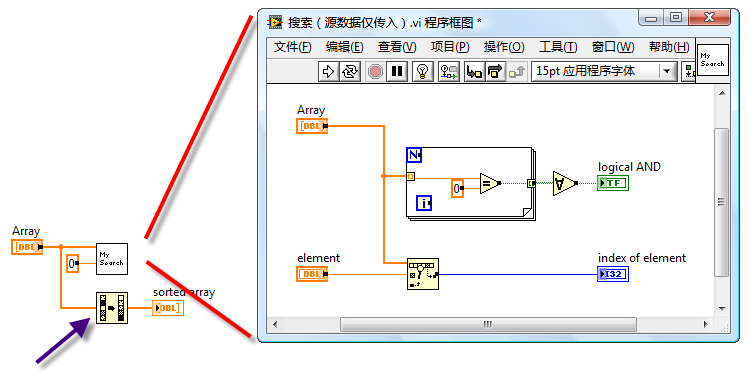 搜索（源数据仅传入）.vi 程序框图 *
文件(F) 编辑(E) 查看(V) 项目(P) 操作(O) 工具(T) 窗口(W) 帮助(H)
My
Search
15pt 应用程序字体
Array
[DBL]
N
0
=
i
logical AND
TF
element
DBL
index of element
I32
Array
[DBL]
0
My
Search
sorted array
[DBL]